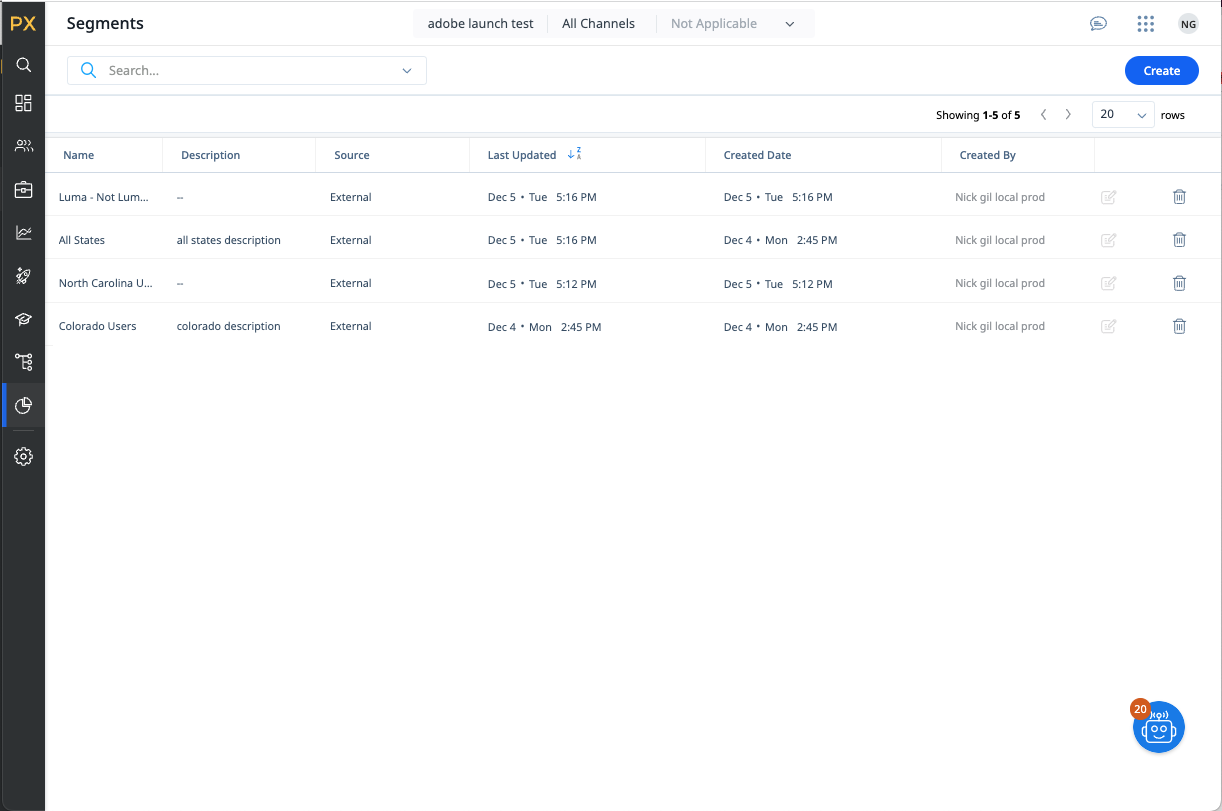 PX
Segments
adobe launch test All Channels Not Applicable
NG
Search...
Create
Showing 1-5 of 5 20 rows
Name Description Source Last Updated Z A Created Date Created By
Luma - Not Lum... -- External Dec 5 • Tue 5:16 PM Dec 5 • Tue 5:16 PM Nick gil local prod
All States all states description External Dec 5 • Tue 5:16 PM Dec 4 • Mon 2:45 PM Nick gil local prod
North Carolina U... -- External Dec 5 • Tue 5:12 PM Dec 5 • Tue 5:12 PM Nick gil local prod
Colorado Users colorado description External Dec 4 • Mon 2:45 PM Dec 4 • Mon 2:45 PM Nick gil local prod
20